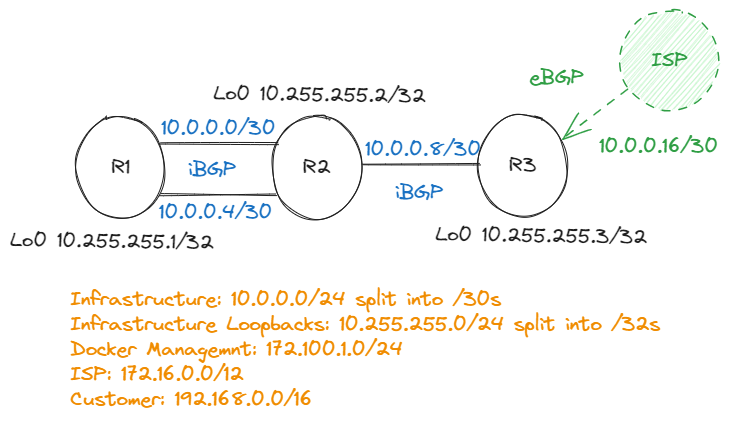 ISP
eBGP
Lo0 10.255.255.2/32
10.0.0.0/30
10.0.0.8/30
10.0.0.16/30
R1
iBGP
R2
R3
iBGP
10.0.0.4/30
Lo0 10.255.255.1/32
Lo0 10.255.255.3/32
Infrastructure: 10.0.0.0/24 split into /30s
Infrastructure Loopbacks: 10.255.255.0/24 split into /32s
Docker Managemnt: 172.100.1.0/24
ISP: 172.16.0.0/12
Customer: 192.168.0.0/16